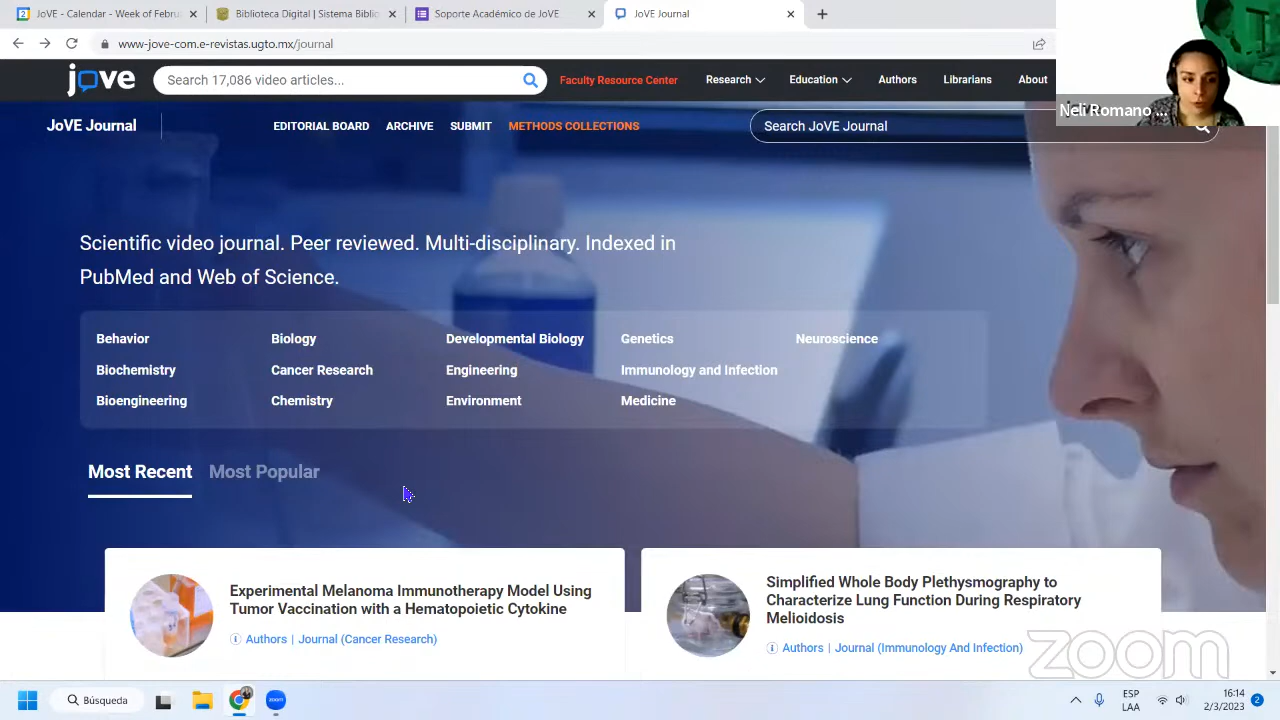 JoVE - Calendar - Week of Febru
Biblioteca Digital | Sistema Biblio
Soporte Académico de JoVE
JoVE Journal
www-jove-com.e-revistas.ugto.mx/journal
jove
Search 17,086 video articles...
Faculty Resource Center
Research
Education
Authors
Librarians
About
Neli Romano ...
JoVE Journal
EDITORIAL BOARD
ARCHIVE
SUBMIT
METHODS COLLECTIONS
Search JoVE Journal
Scientific video journal. Peer reviewed. Multi-disciplinary. Indexed in
PubMed and Web of Science.
Behavior
Biology
Developmental Biology
Genetics
Neuroscience
Biochemistry
Cancer Research
Engineering
Immunology and Infection
Bioengineering
Chemistry
Environment
Medicine
Most Recent
Most Popular
Experimental Melanoma Immunotherapy Model Using
Tumor Vaccination with a Hematopoietic Cytokine
Authors | Journal (Cancer Research)
Simplified Whole Body Plethysmography to
Characterize Lung Function During Respiratory
Melioidosis
Authors | Journal (Immunology And Infection)
zoom
Búsqueda
zoom
ESP
LAA
16:14
2/3/2023
2